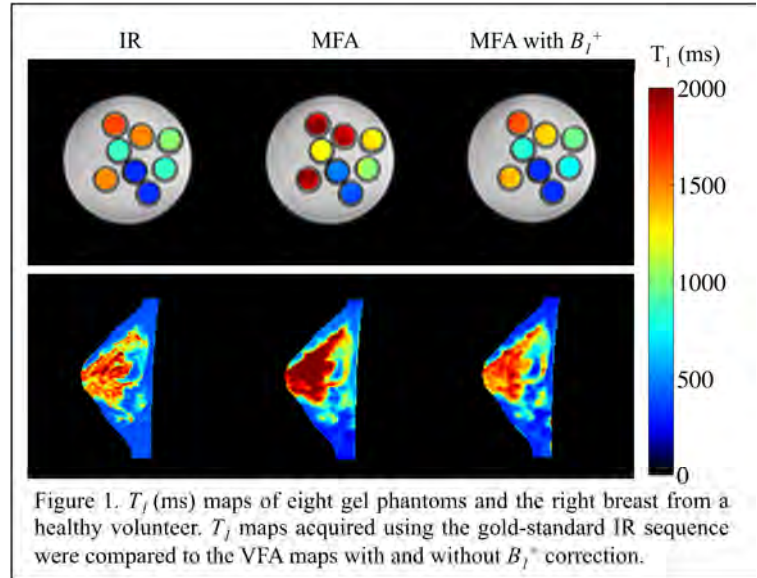 IR MFA MFA with B₁⁺ T₁ (ms)
2000
1500
1000
500
0
Figure 1. T₁ (ms) maps of eight gel phantoms and the right breast from a
healthy volunteer. T₁ maps acquired using the gold-standard IR sequence
were compared to the VFA maps with and without B₁⁺ correction.